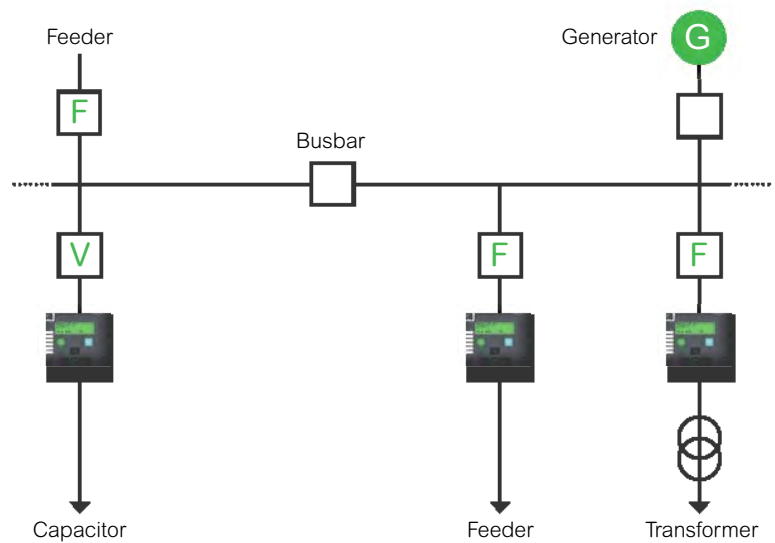 Feeder
Generator
G
F
Busbar
V
F
F
Capacitor
Feeder
Transformer